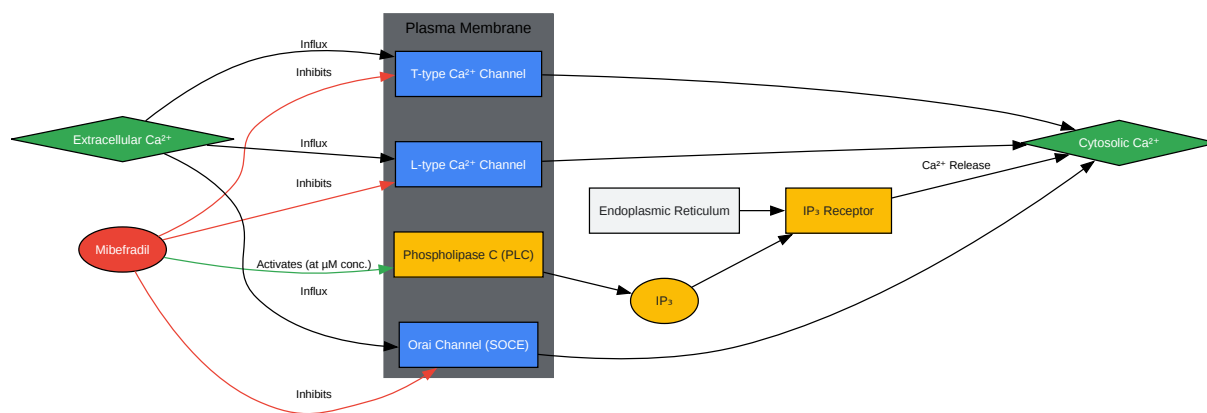 Plasma Membrane
Influx
T-type Ca²⁺ Channel
Inhibits
Extracellular Ca²⁺
Influx
L-type Ca²⁺ Channel
Cytosolic Ca²⁺
Ca²⁺ Release
Inhibits
Endoplasmic Reticulum
IP₃ Receptor
Mibefradil
Phospholipase C (PLC)
Activates (at µM conc.)
Influx
IP₃
Orai Channel (SOCE)
Inhibits